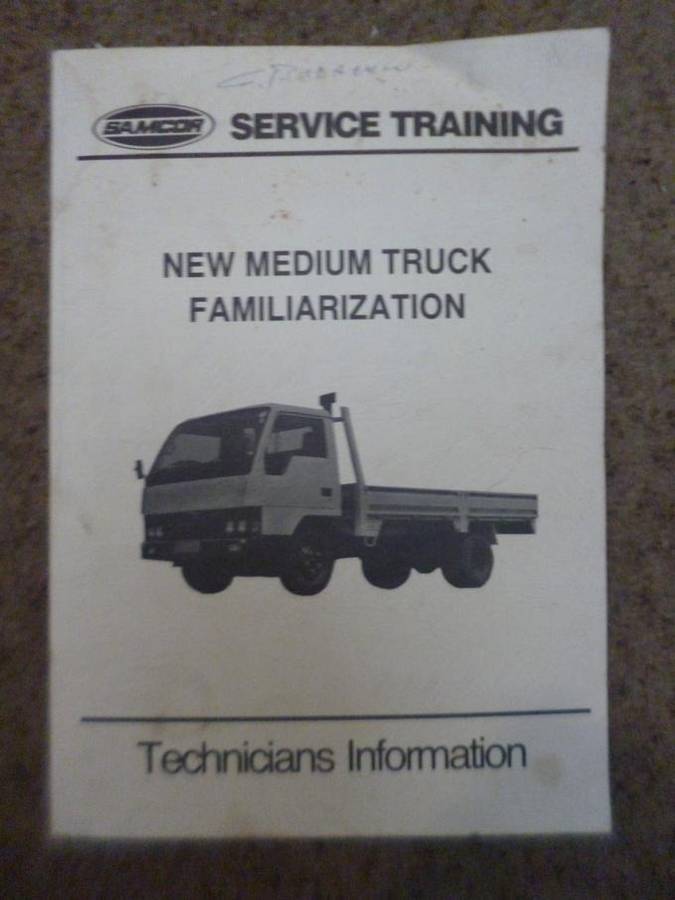 SAMCOR SERVICE TRAINING
NEW MEDIUM TRUCK
FAMILIARIZATION
Technicians Information